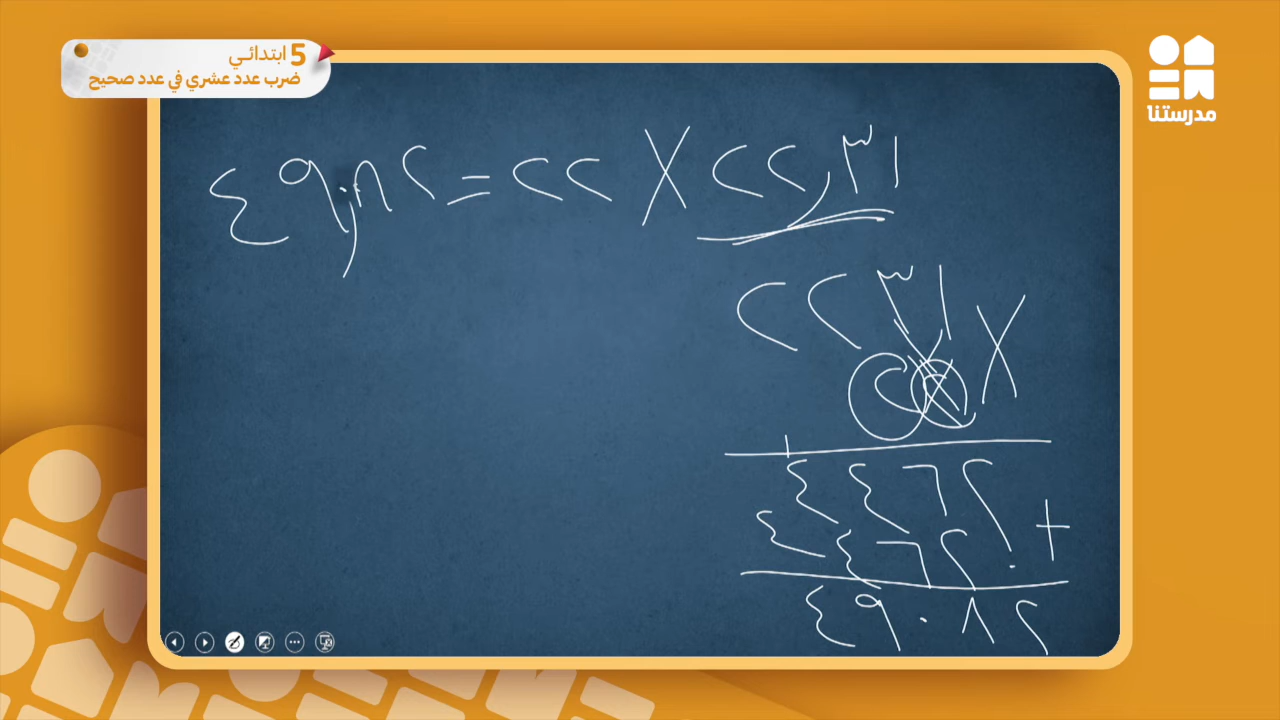 5 ابتدائي
ضرب عدد عشري في عدد صحيح
مدرستنا
٤٩٠,٨٢ = ٢٢ × ٢٢,٣١
٢٢٣١ ×
٢٢
٤٤٦٢ +
٤٤٦٢٠
٤٩٠٨٢